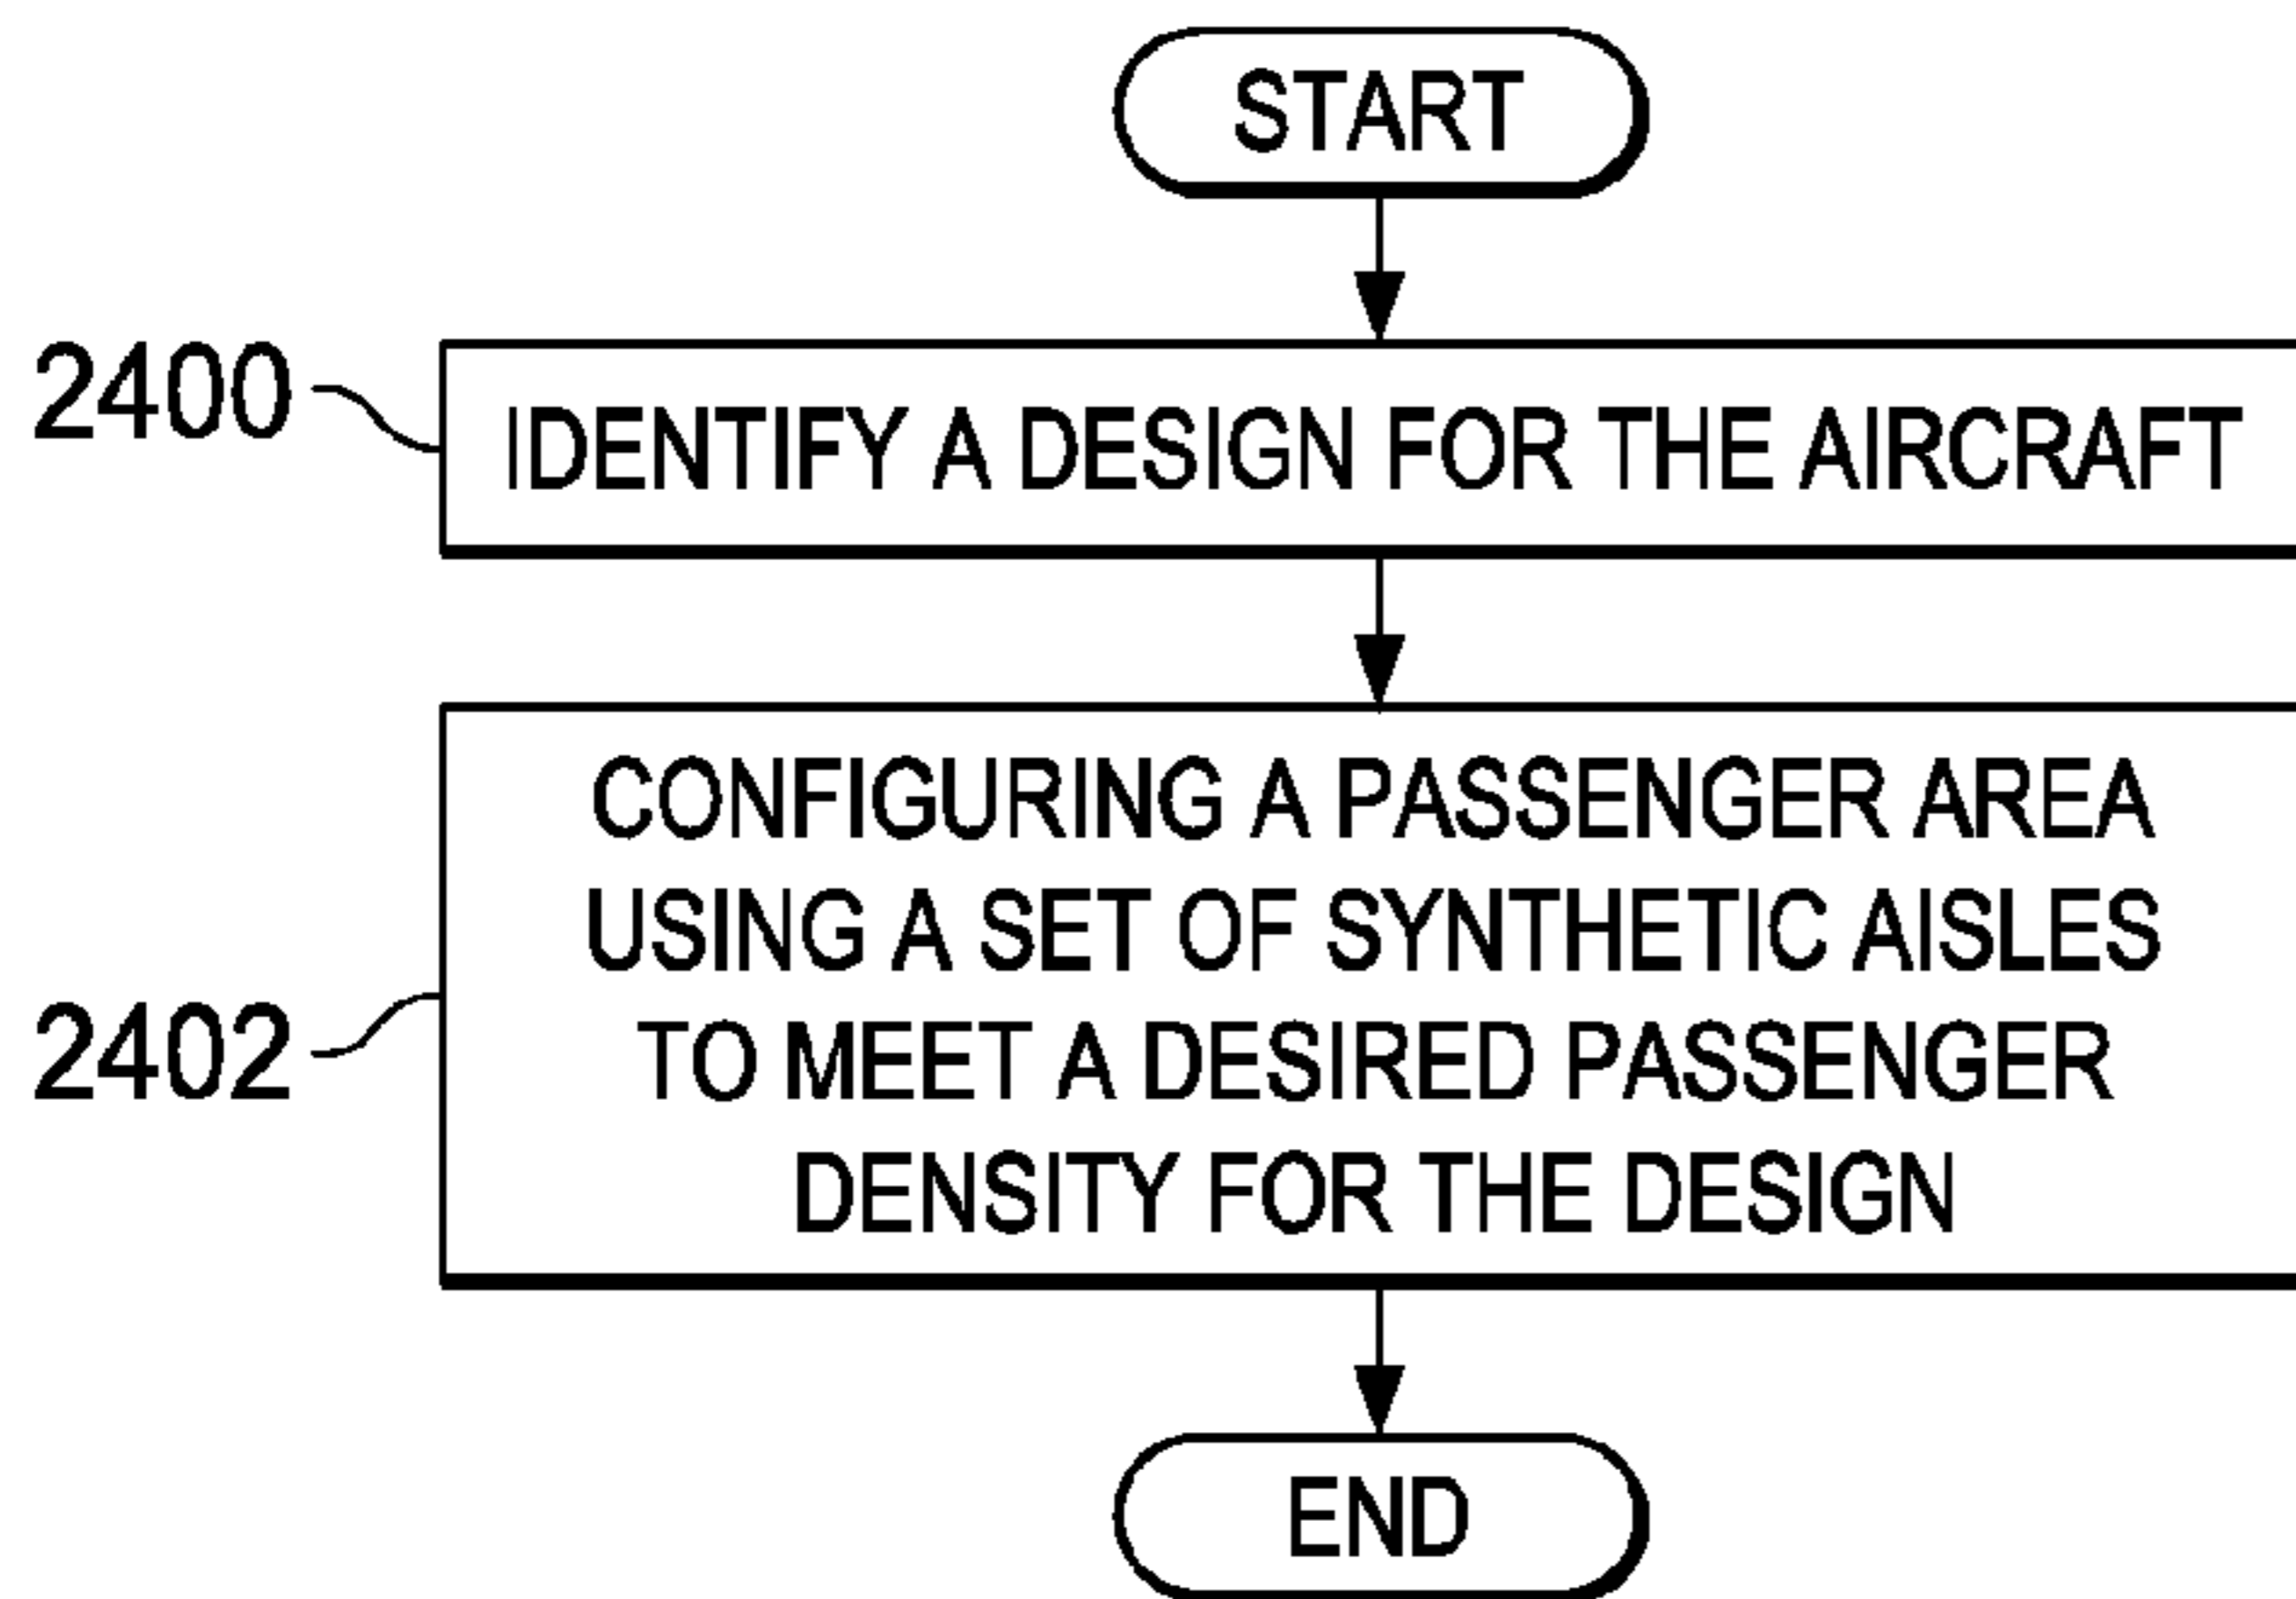 START
2400
IDENTIFY A DESIGN FOR THE AIRCRAFT
CONFIGURING A PASSENGER AREA
USING A SET OF SYNTHETIC AISLES
2402
TO MEET A DESIRED PASSENGER
DENSITY FOR THE DESIGN
END